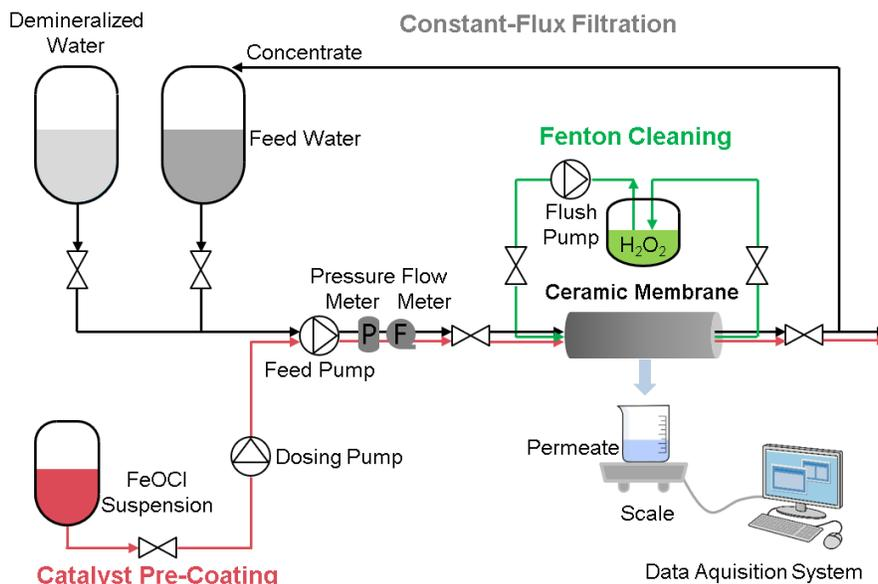 Constant-Flux Filtration
Demineralized
Water
Concentrate
Feed Water
Fenton Cleaning
Flush
Pump
H₂O₂
Pressure Flow
Meter Meter
Ceramic Membrane
P
F
Feed Pump
Permeate
Dosing Pump
FeOCl
Suspension
Scale
Catalyst Pre-Coating
Data Aquisition System